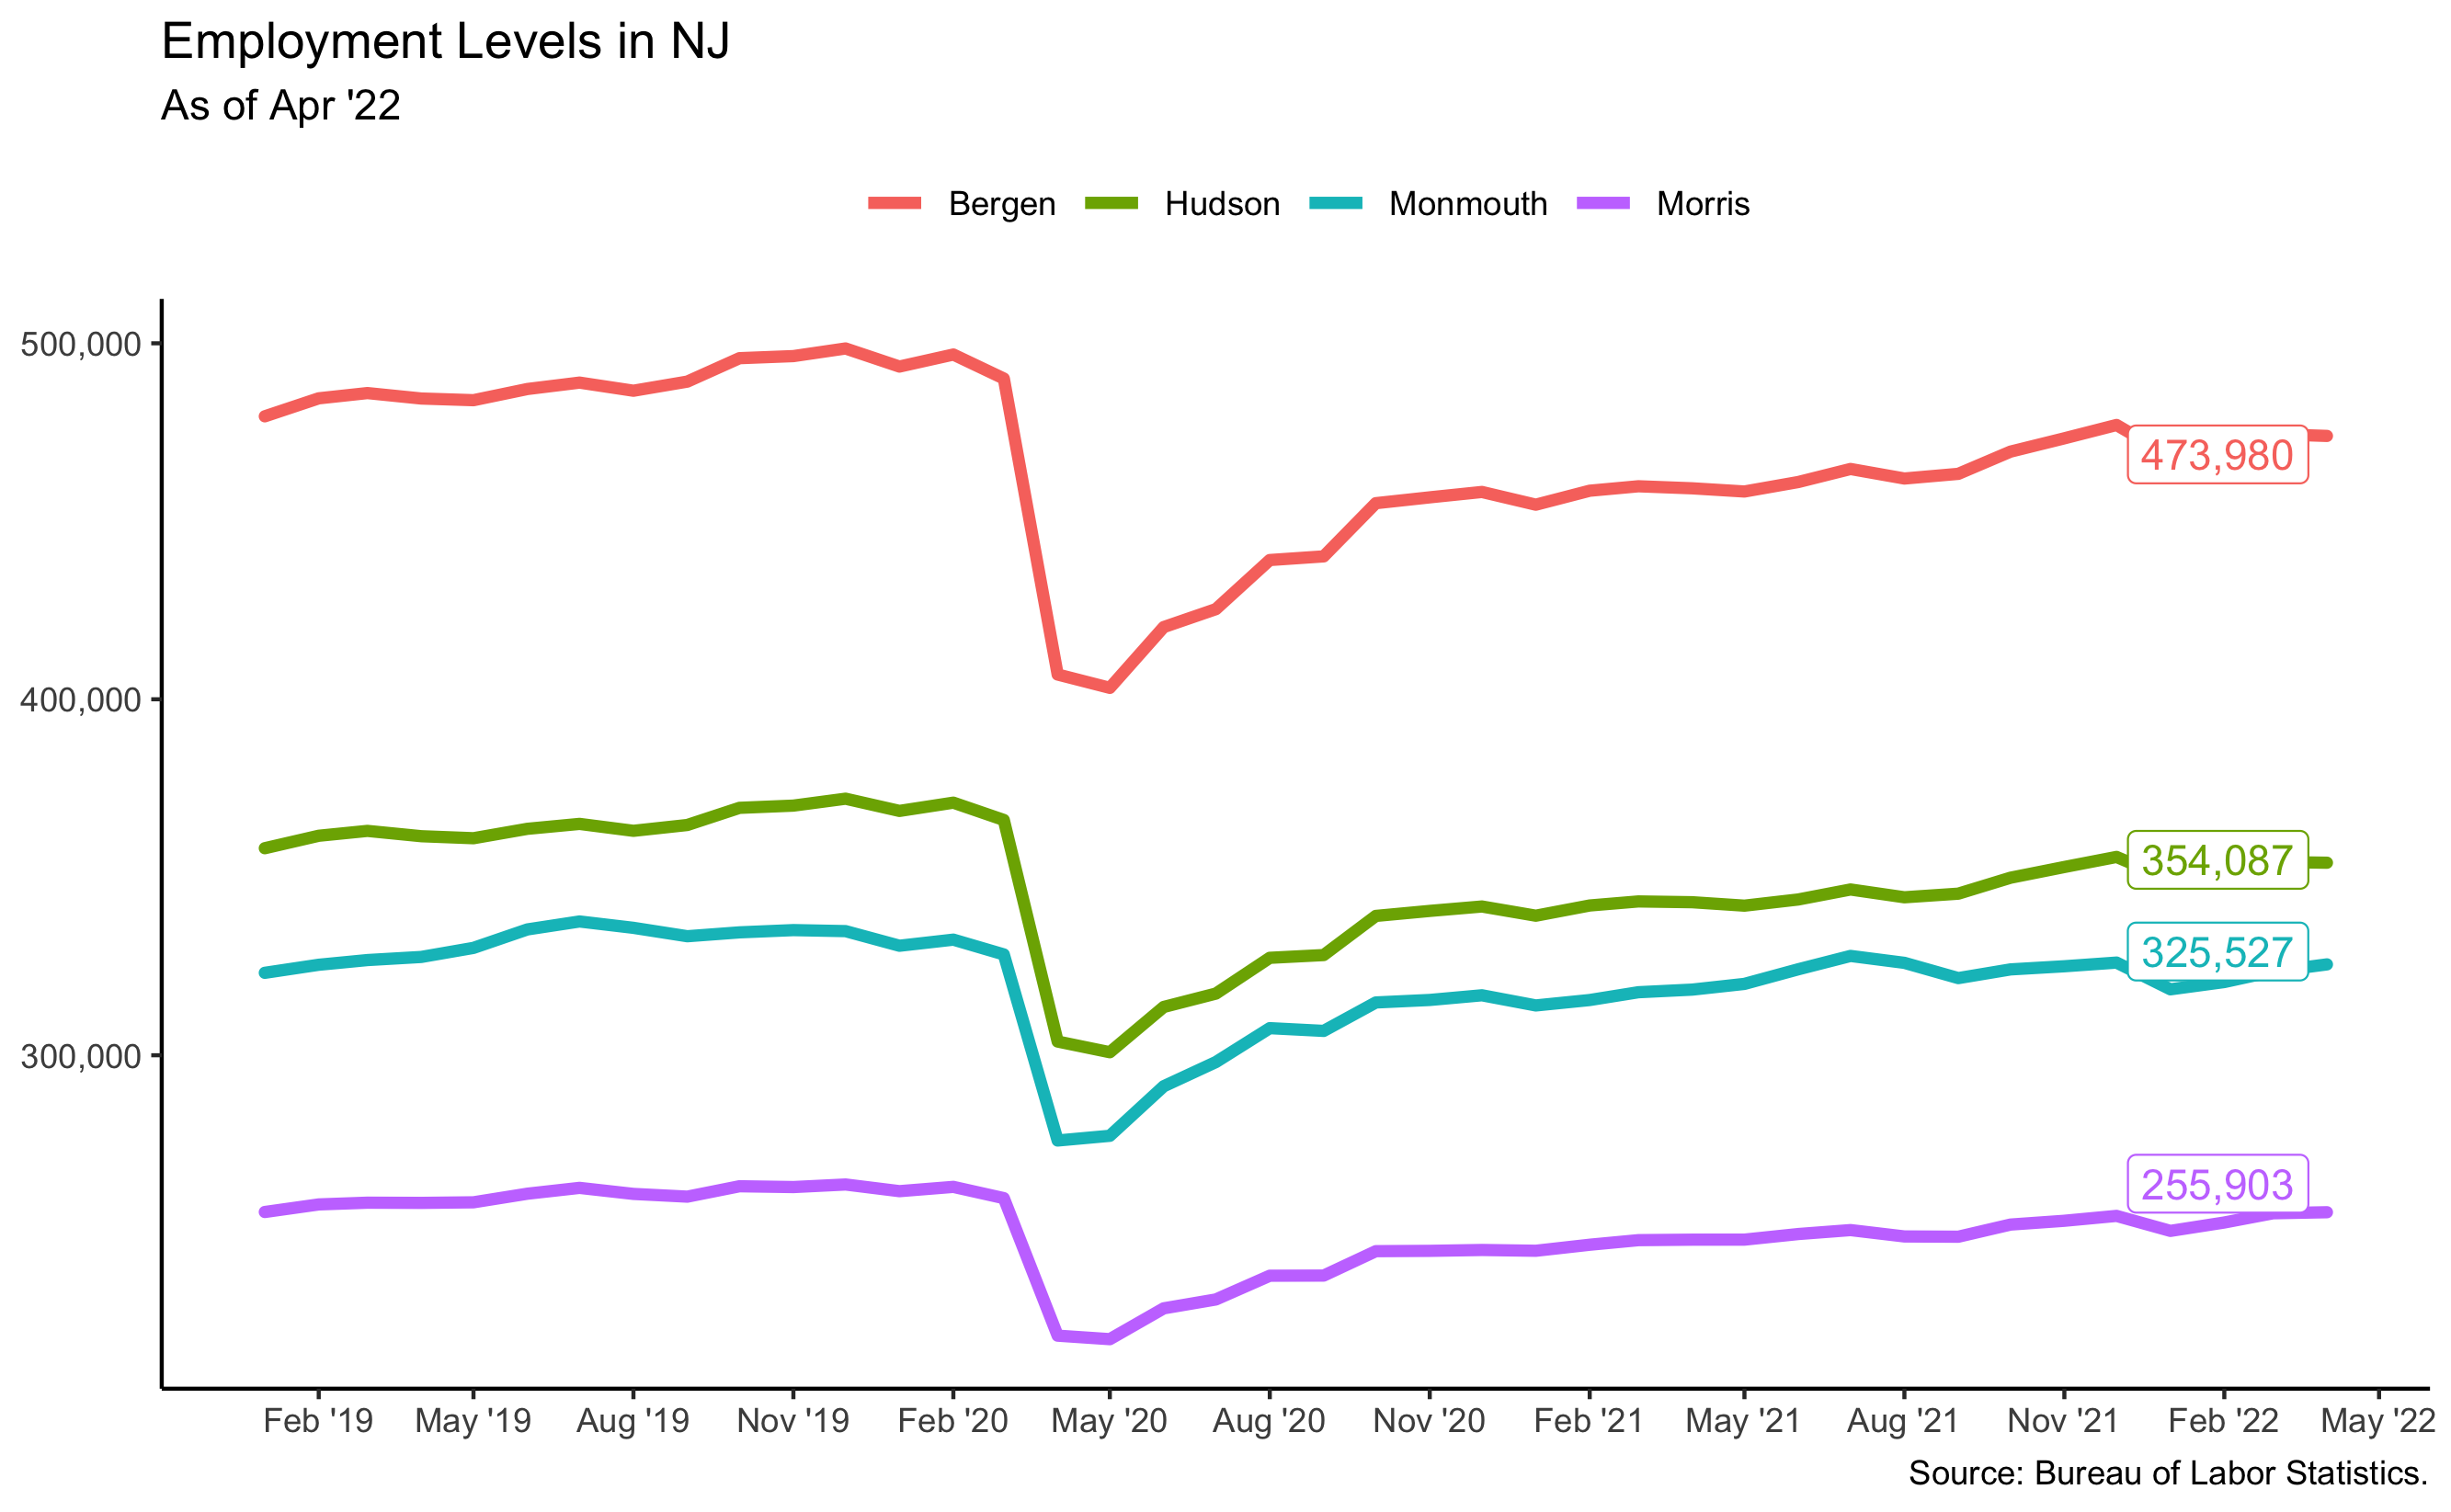 Employment Levels in NJ
As of Apr '22
Bergen Hudson Monmouth Morris
500,000
400,000
300,000
473,980
354,087
325,527
255,903
Feb '19 May '19 Aug '19 Nov '19 Feb '20 May '20 Aug '20 Nov '20 Feb '21 May '21 Aug '21 Nov '21 Feb '22 May '22
Source: Bureau of Labor Statistics.